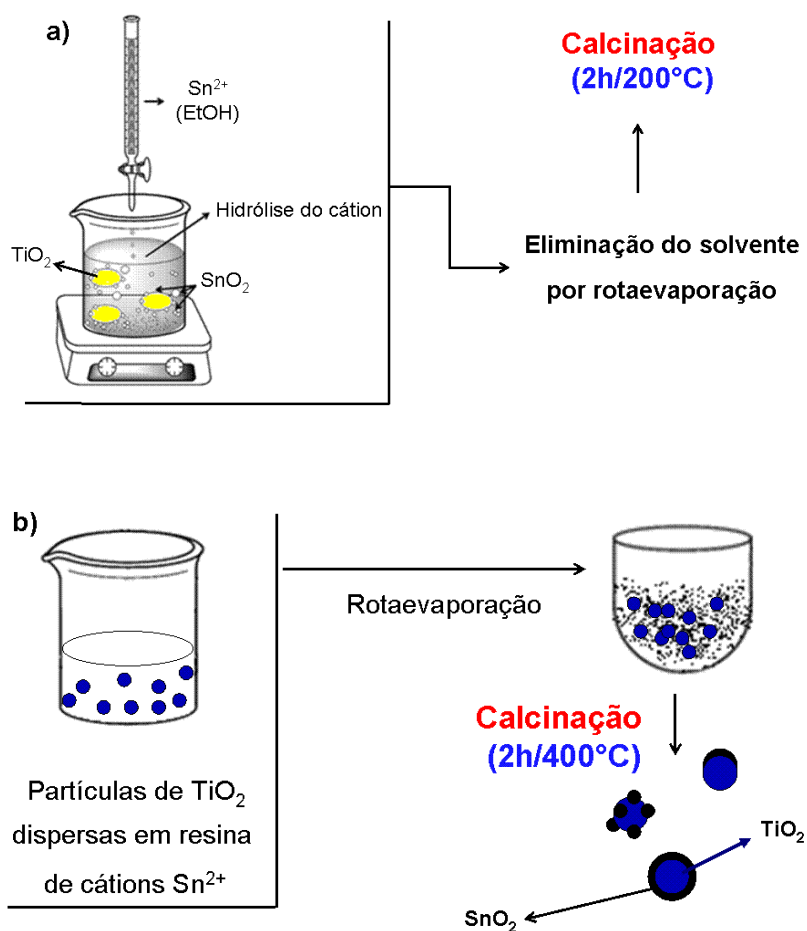 a)
Sn²⁺
(EtOH)
Hidrólise do cátion
TiO₂
SnO₂
Calcinação
(2h/200°C)
Eliminação do solvente
por rotaevaporação
b)
Rotaevaporação
Calcinação
(2h/400°C)
Partículas de TiO₂
dispersas em resina
de cátions Sn²⁺
TiO₂
SnO₂